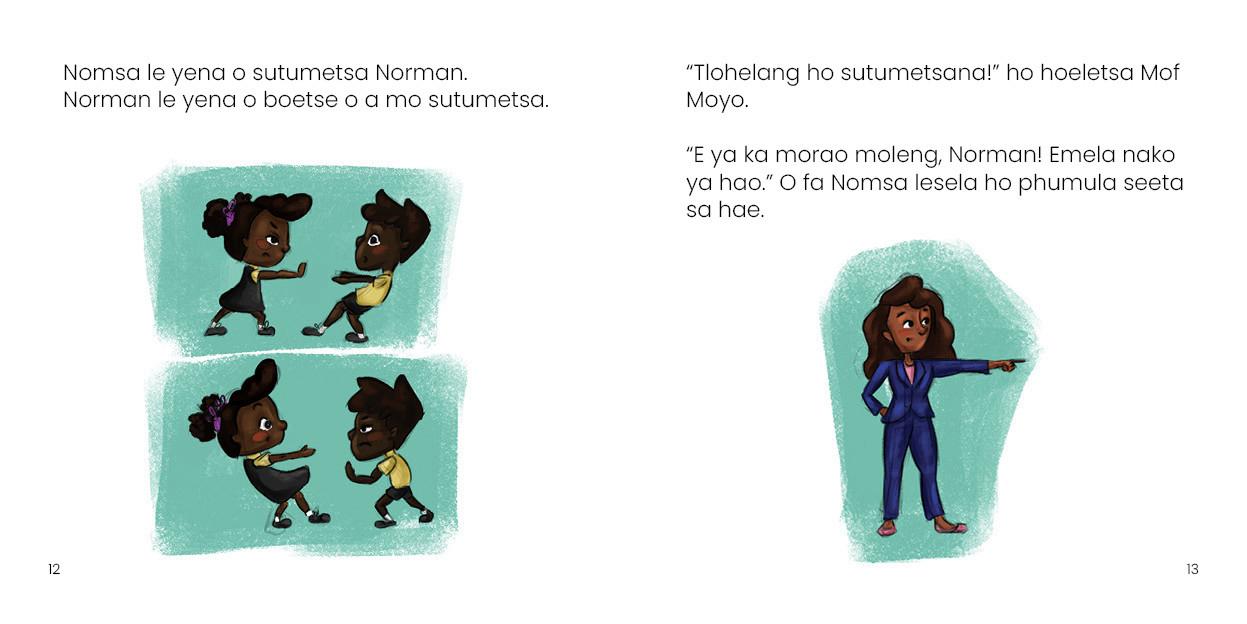 Nomsa le yena o sutumetsa Norman.
Norman le yena o boetse o a mo sutumetsa.
12
“Tlohelang ho sutumetsana!” ho hoeletsa Mof
Moyo.
“E ya ka morao moleng, Norman! Emela nako
ya hao.” O fa Nomsa lesela ho phumula seeta
sa hae.
13